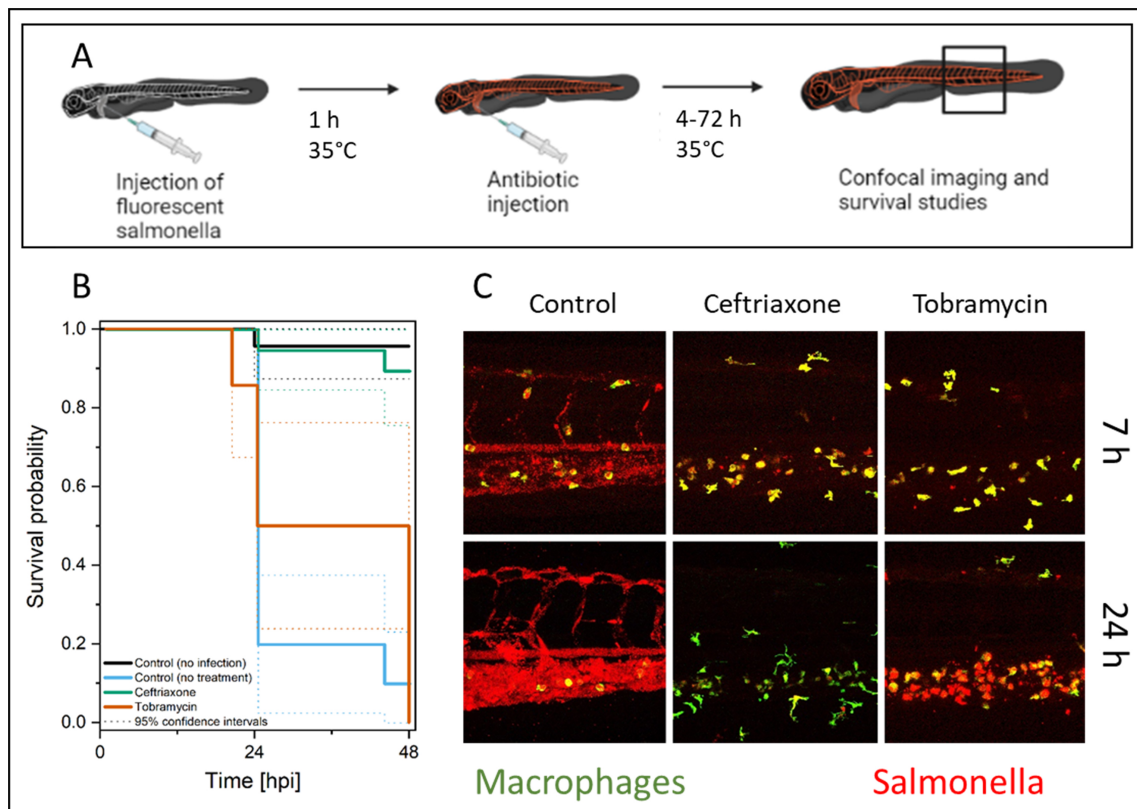 A
Injection of
fluorescent
salmonella
1 h
35°C
Antibiotic
injection
4-72 h
35°C
Confocal imaging and
survival studies
B
Survival probability
1.0
0.8
0.6
0.4
0.2
0.0
Control (no infection)
Control (no treatment)
Ceftriaxone
Tobramycin
95% confidence intervals
0
24
48
Time [hpi]
C
Control
Ceftriaxone
Tobramycin
7 h
24 h
Macrophages
Salmonella